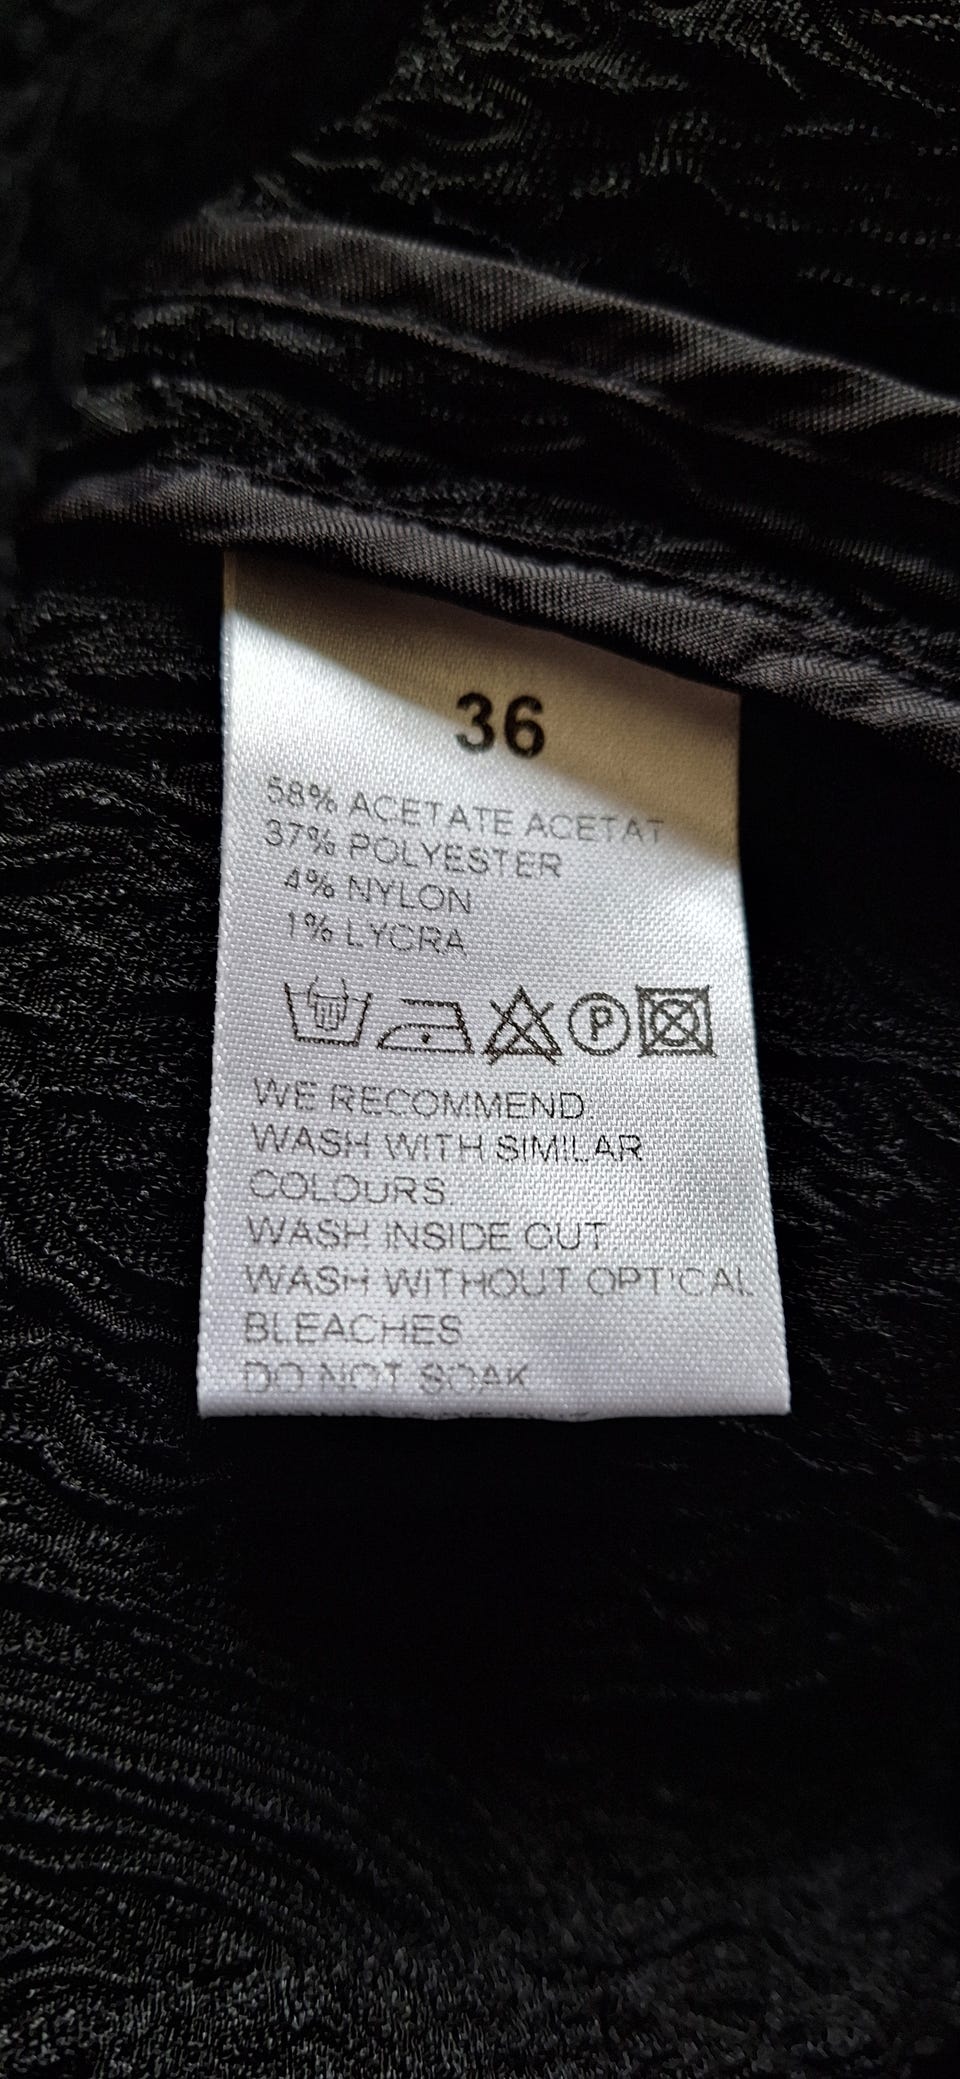 36
58% ACETATE ACETAT
37% POLYESTER
4% NYLON
1% LYCRA
P
WE RECOMMEND:
WASH WITH SIMILAR
COLOURS.
WASH INSIDE OUT
WASH WITHOUT OPTICAL
BLEACHES
DO NOT SOAK